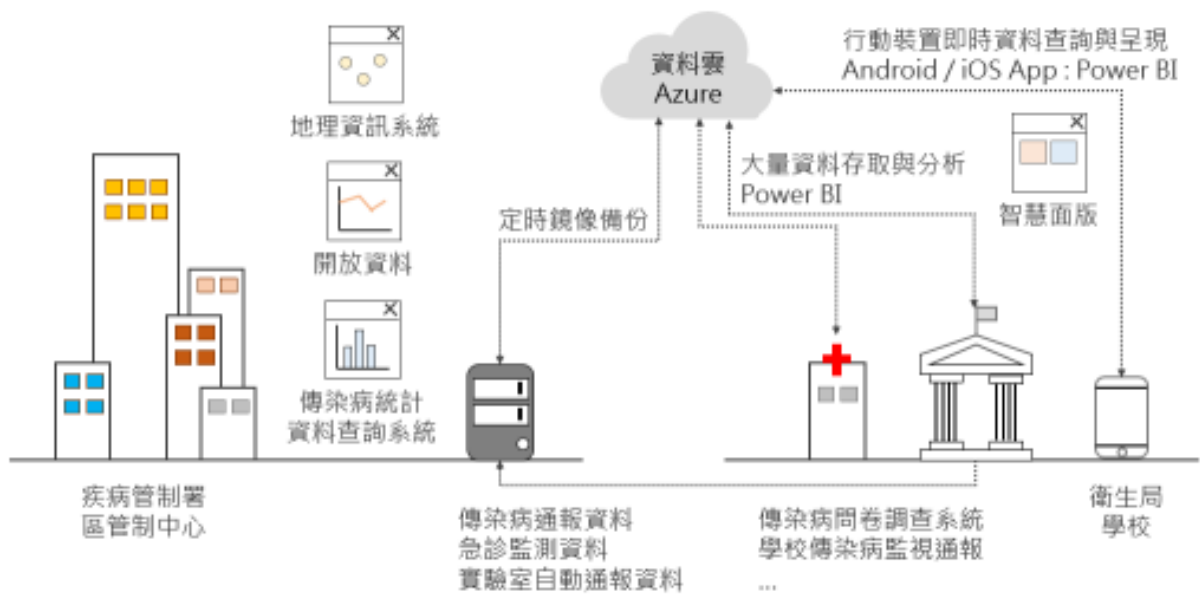 地理資訊系統
開放資料
傳染病統計
資料查詢系統
疾病管制署
區管制中心
定時鏡像備份
傳染病通報資料
急診監測資料
實驗室自動通報資料
資料雲
Azure
大量資料存取與分析
Power BI
行動裝置即時資料查詢與呈現
Android / iOS App : Power BI
智慧面版
傳染病問卷調查系統
學校傳染病監視通報
...
衛生局
學校